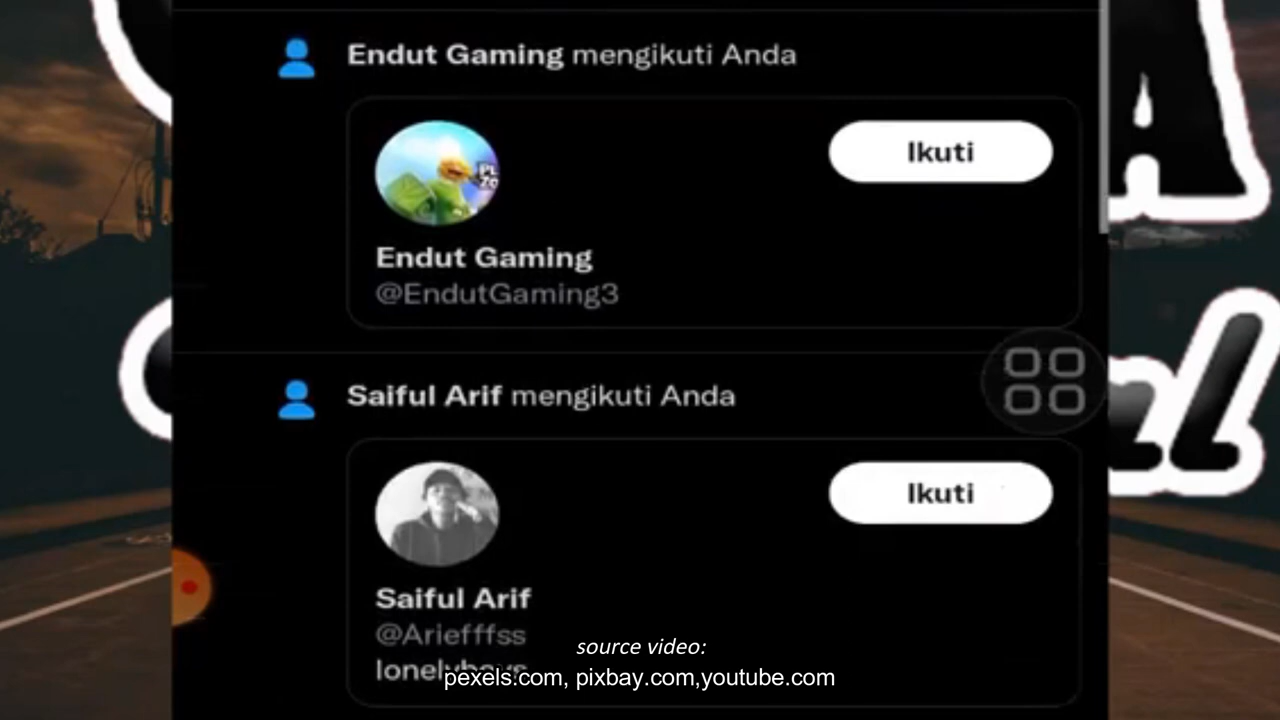 Endut Gaming mengikuti Anda
Ikuti
Endut Gaming
@EndutGaming3
Saiful Arif mengikuti Anda
Ikuti
Saiful Arif
@Ariefffss
source video:
pexels.com, pixbay.com,youtube.com